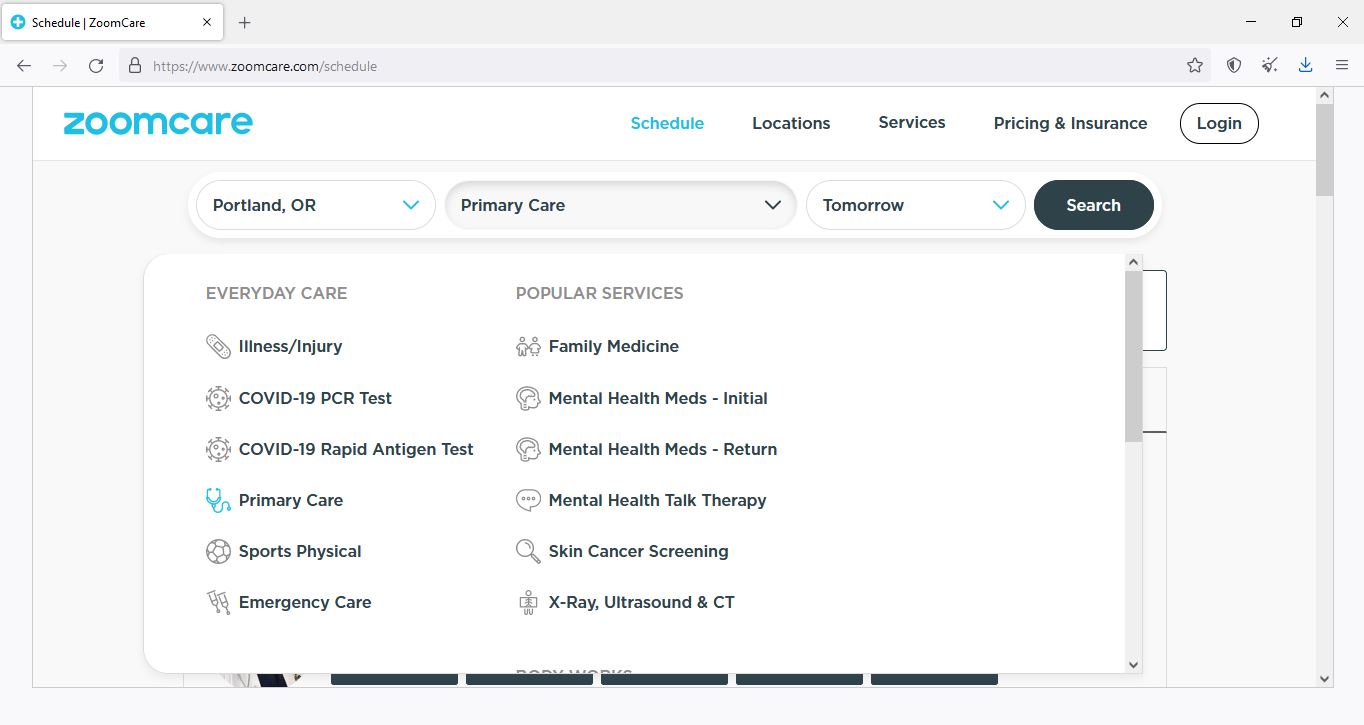 Schedule | ZoomCare
https://www.zoomcare.com/schedule
zoomcare
Schedule
Locations
Services
Pricing & Insurance
Login
Portland, OR
Primary Care
Tomorrow
Search
EVERYDAY CARE
Illness/Injury
COVID-19 PCR Test
COVID-19 Rapid Antigen Test
Primary Care
Sports Physical
Emergency Care
POPULAR SERVICES
Family Medicine
Mental Health Meds - Initial
Mental Health Meds - Return
Mental Health Talk Therapy
Skin Cancer Screening
X-Ray, Ultrasound & CT
BODY WORKS